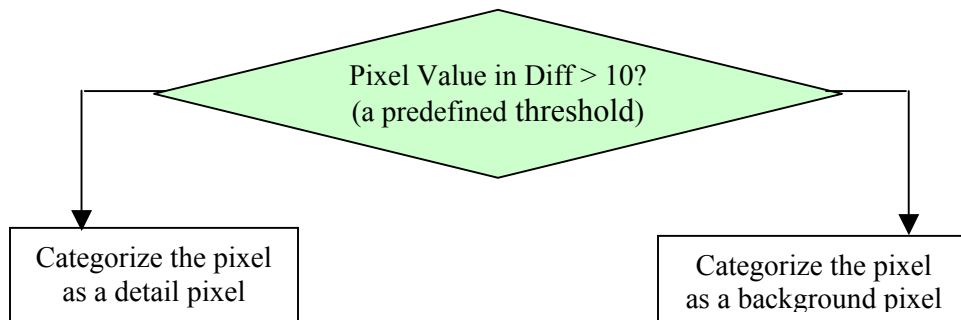 Pixel Value in Diff > 10?
(a predefined threshold)
Categorize the pixel
as a detail pixel
Categorize the pixel
as a background pixel